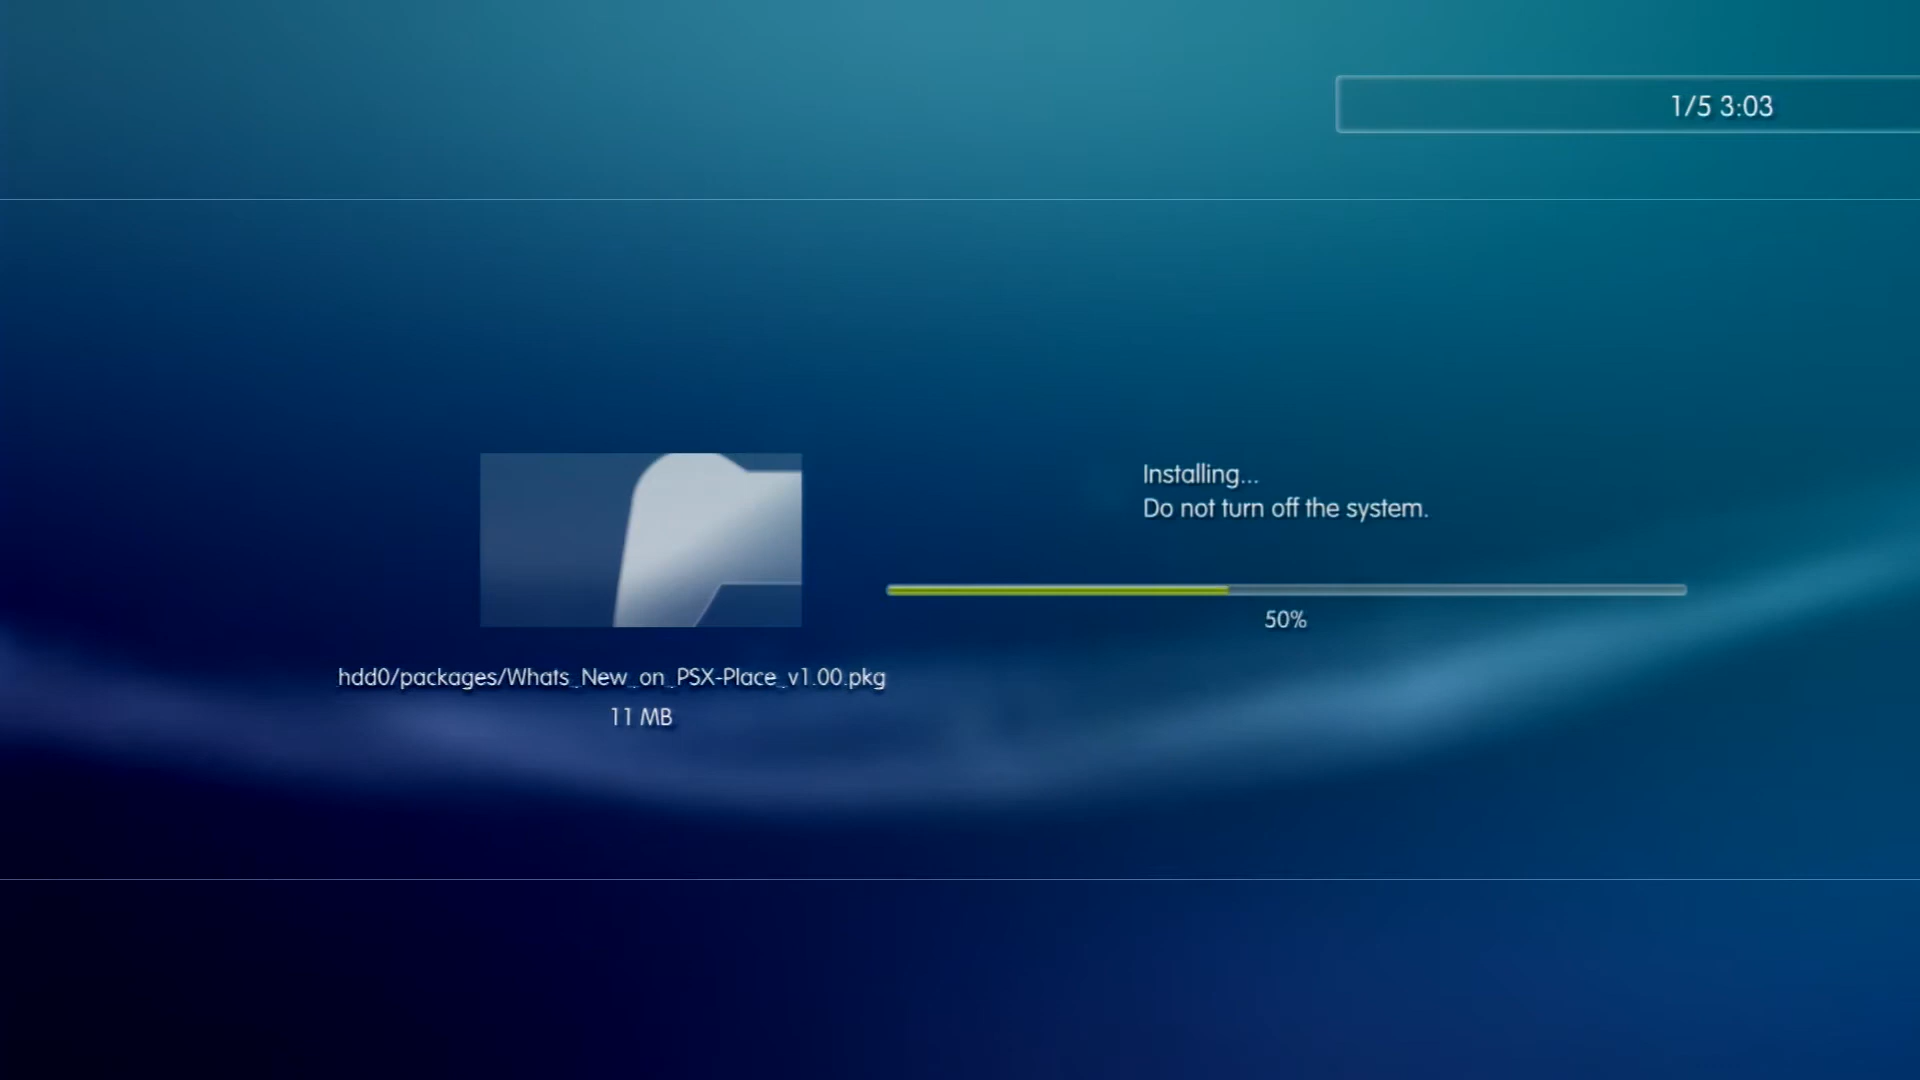 1/5 3:03
Installing...
Do not turn off the system.
50%
hdd0/packages/Whats_New_on_PSX-Place_v1.00.pkg
11 MB